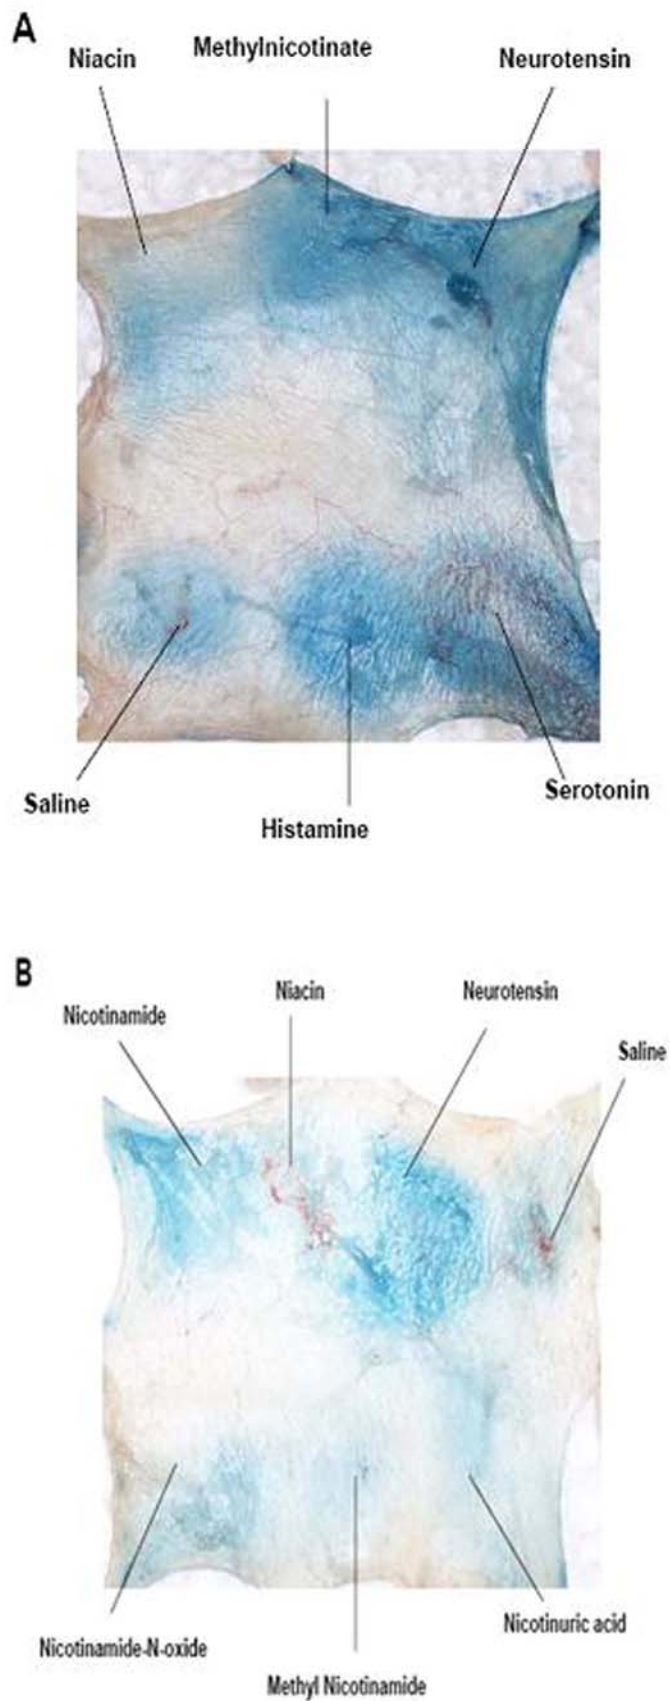 A
Niacin
Methylnicotinate
Neurotensin
Saline
Histamine
Serotonin
B
Nicotinamide
Niacin
Neurotensin
Saline
Nicotinamide-N-oxide
Methyl Nicotinamide
Nicotinuric acid